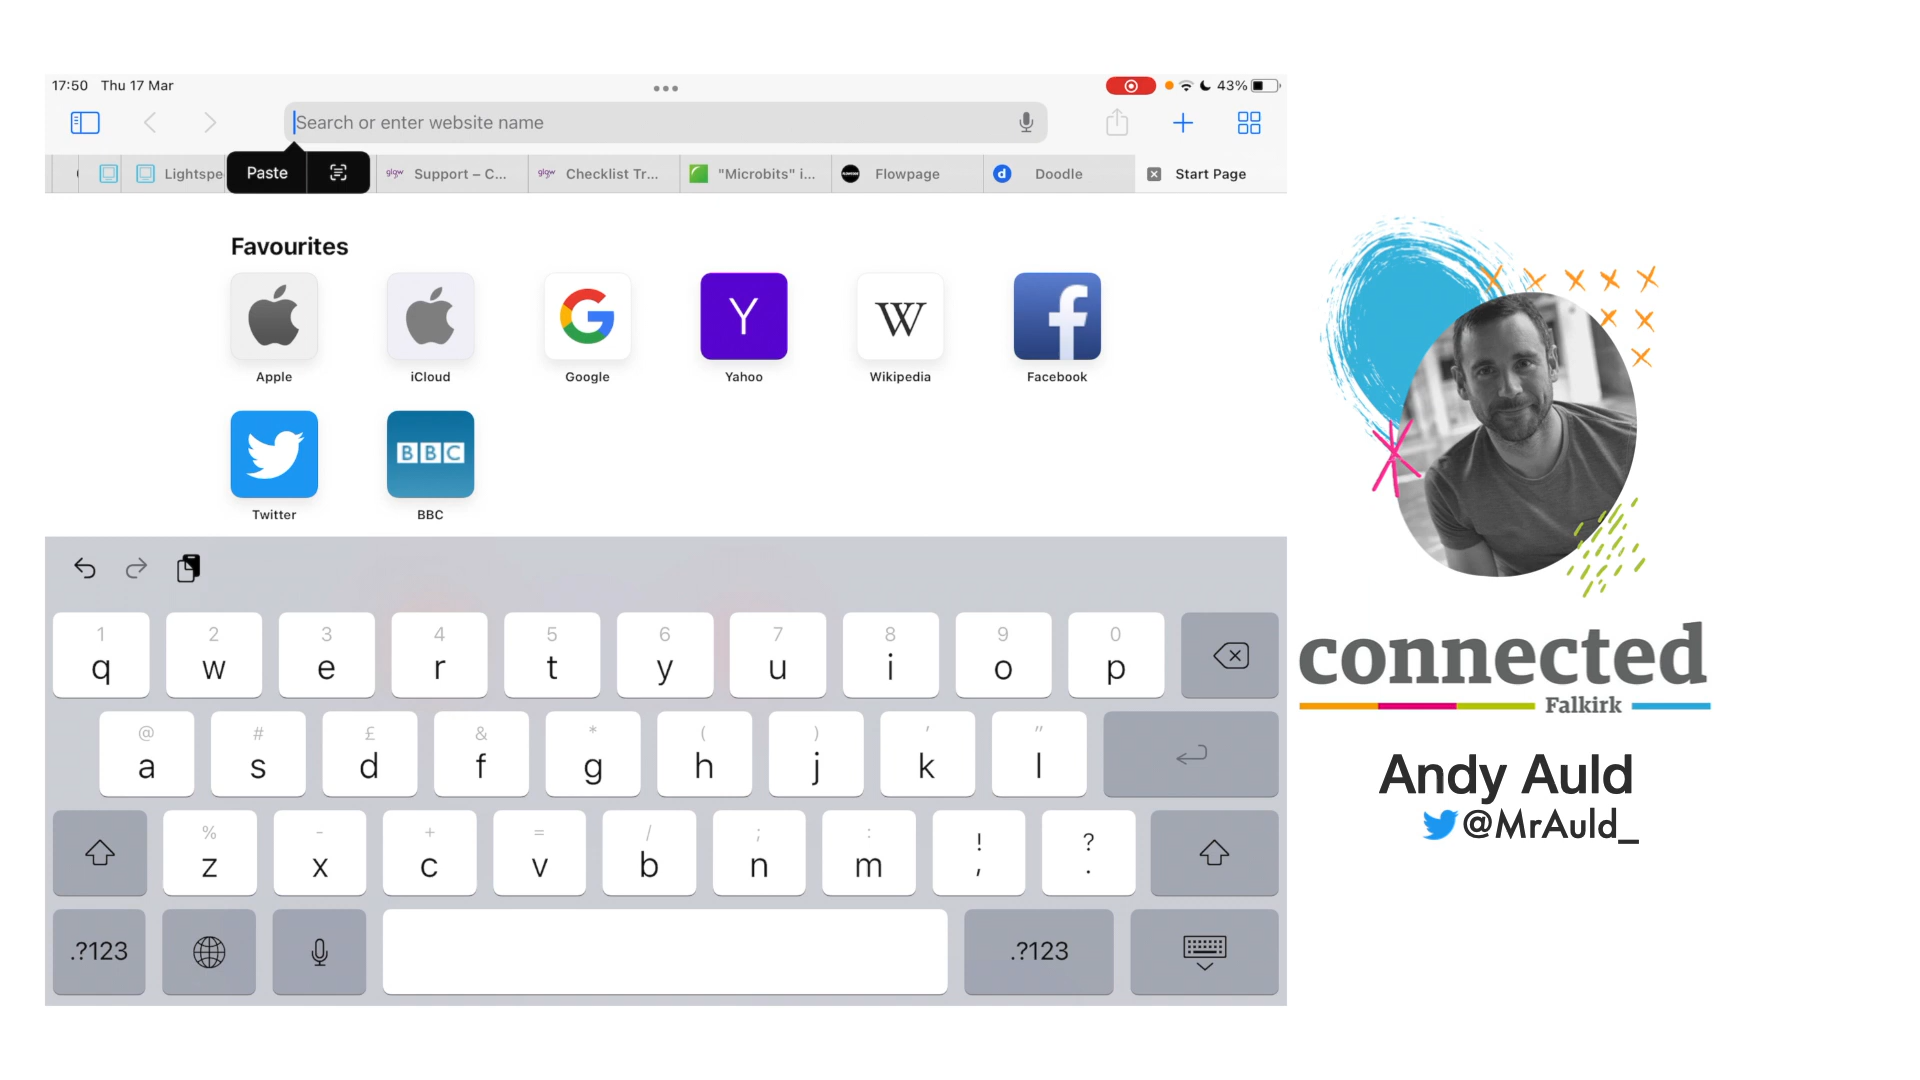 17:50 Thu 17 Mar
43%
Search or enter website name
Paste
Lightspe
glow Support – C...
glow Checklist Tr...
"Microbits" i...
Flowpage
d Doodle
Start Page
Favourites
Apple
iCloud
G
Google
Y
Yahoo
W
Wikipedia
f
Facebook
Twitter
BBC
BBC
1 2 3 4 5 6 7 8 9 0
q w e r t y u i o p
@ # £ & * ( ) ' "
a s d f g h j k l
% - + = / ; : ! ?
z x c v b n m , .
.?123 .?123
connected
Falkirk
Andy Auld
@MrAuld_